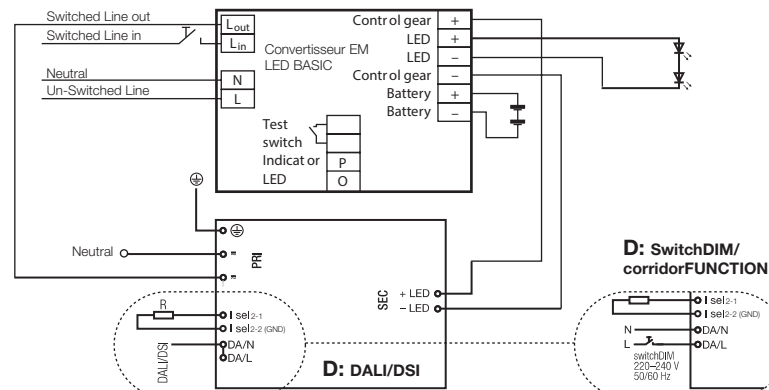 Switched Line out
Switched Line in
Neutral
Un-Switched Line
Lout
Lin
N
L
Convertisseur EM
LED BASIC
Control gear +
LED +
LED –
Control gear –
Battery +
Battery –
Test
switch
Indicator
LED
P
O
Neutral
PRI
=
=
SEC
+ LED
– LED
R
I sel2-1
I sel2-2 (GND)
DA/N
DA/L
DALI/DSI
D: DALI/DSI
D: SwitchDIM/
corridorFUNCTION
I sel2-1
I sel2-2 (GND)
N
DA/N
L
DA/L
switchDIM
220–240 V
50/60 Hz